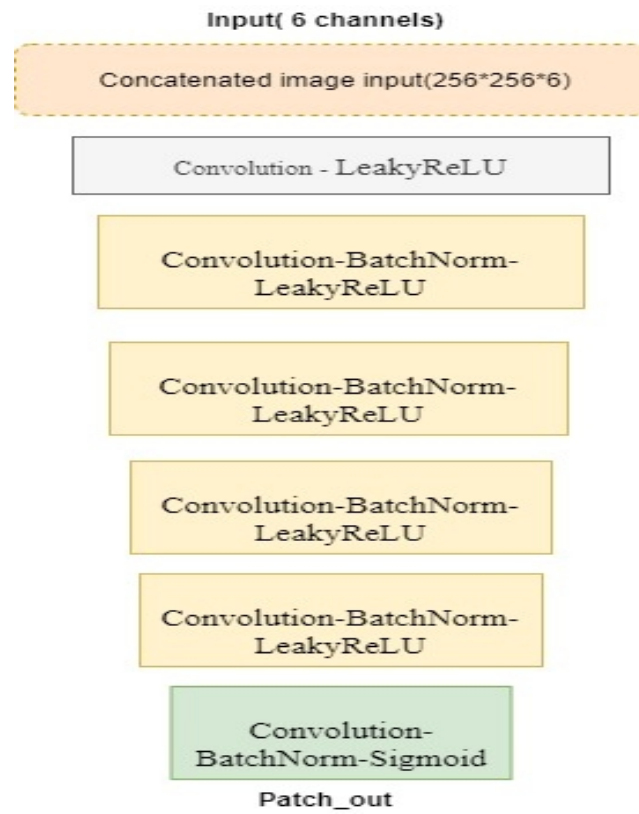 Input( 6 channels)
Concatenated image input(256*256*6)
Convolution - LeakyReLU
Convolution-BatchNorm-
LeakyReLU
Convolution-BatchNorm-
LeakyReLU
Convolution-BatchNorm-
LeakyReLU
Convolution-BatchNorm-
LeakyReLU
Convolution-
BatchNorm-Sigmoid
Patch_out